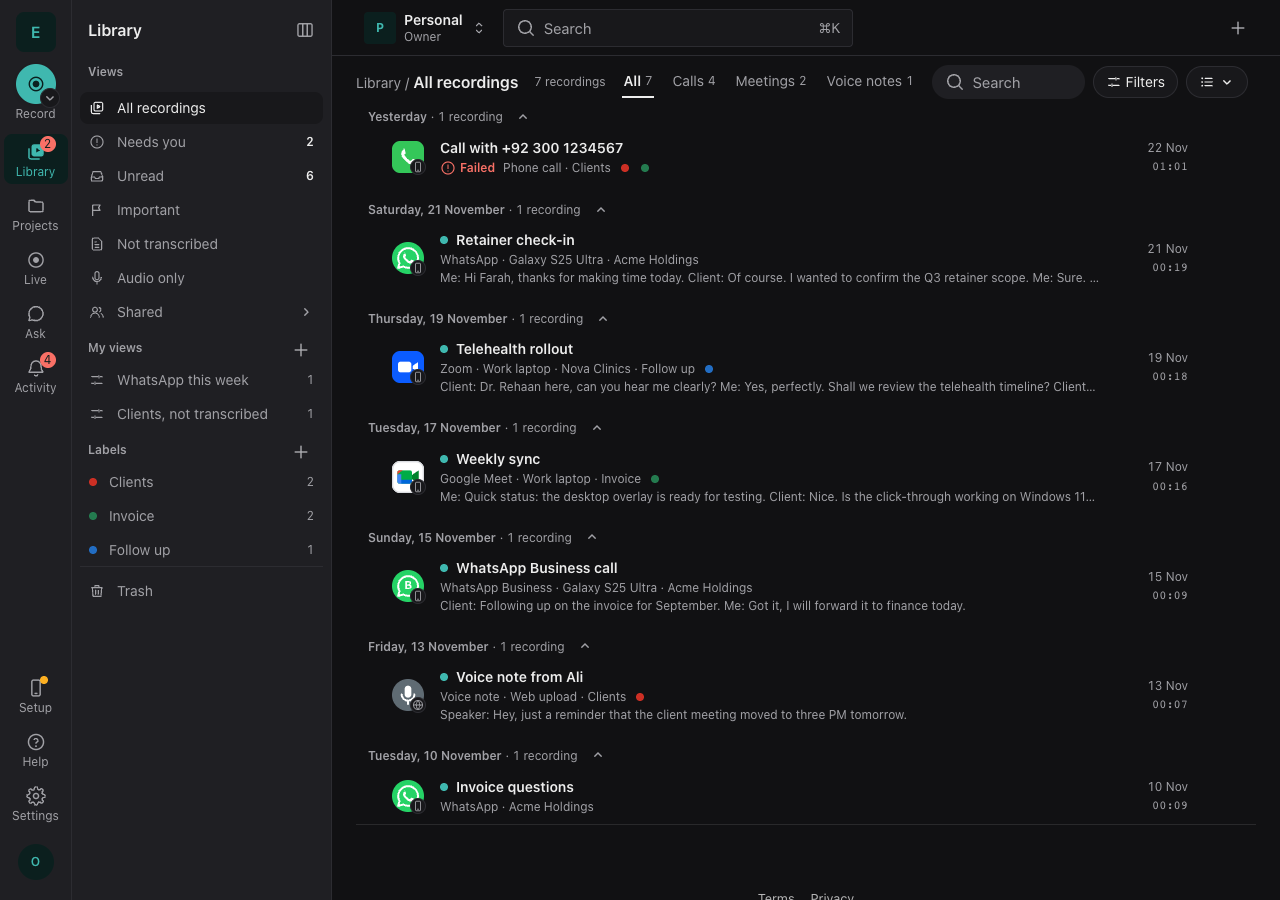 E
Record
2
Library
Projects
Live
Ask
4
Activity
Setup
Help
Settings
O
Library
Views
All recordings
Needs you 2
Unread 6
Important
Not transcribed
Audio only
Shared
My views
WhatsApp this week 1
Clients, not transcribed 1
Labels
Clients 2
Invoice 2
Follow up 1
Trash
P
Personal
Owner
Search ⌘K
Library / All recordings 7 recordings All 7 Calls 4 Meetings 2 Voice notes 1 Search Filters
Yesterday · 1 recording
Call with +92 300 1234567 22 Nov
Failed Phone call · Clients 01:01
Saturday, 21 November · 1 recording
Retainer check-in 21 Nov
WhatsApp · Galaxy S25 Ultra · Acme Holdings 00:19
Me: Hi Farah, thanks for making time today. Client: Of course. I wanted to confirm the Q3 retainer scope. Me: Sure. ...
Thursday, 19 November · 1 recording
Telehealth rollout 19 Nov
Zoom · Work laptop · Nova Clinics · Follow up 00:18
Client: Dr. Rehaan here, can you hear me clearly? Me: Yes, perfectly. Shall we review the telehealth timeline? Client...
Tuesday, 17 November · 1 recording
Weekly sync 17 Nov
Google Meet · Work laptop · Invoice 00:16
Me: Quick status: the desktop overlay is ready for testing. Client: Nice. Is the click-through working on Windows 11...
Sunday, 15 November · 1 recording
B
WhatsApp Business call 15 Nov
WhatsApp Business · Galaxy S25 Ultra · Acme Holdings 00:09
Client: Following up on the invoice for September. Me: Got it, I will forward it to finance today.
Friday, 13 November · 1 recording
Voice note from Ali 13 Nov
Voice note · Web upload · Clients 00:07
Speaker: Hey, just a reminder that the client meeting moved to three PM tomorrow.
Tuesday, 10 November · 1 recording
Invoice questions 10 Nov
WhatsApp · Acme Holdings 00:09
Terms Privacy